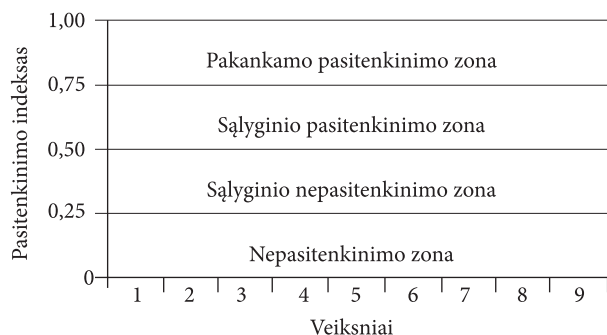 1,00
Pakankamo pasitenkinimo zona
0,75
Sąlyginio pasitenkinimo zona
0,50
Sąlyginio nepasitenkinimo zona
0,25
Nepasitenkinimo zona
0
Pasitenkinimo indeksas
1 2 3 4 5 6 7 8 9
Veiksniai